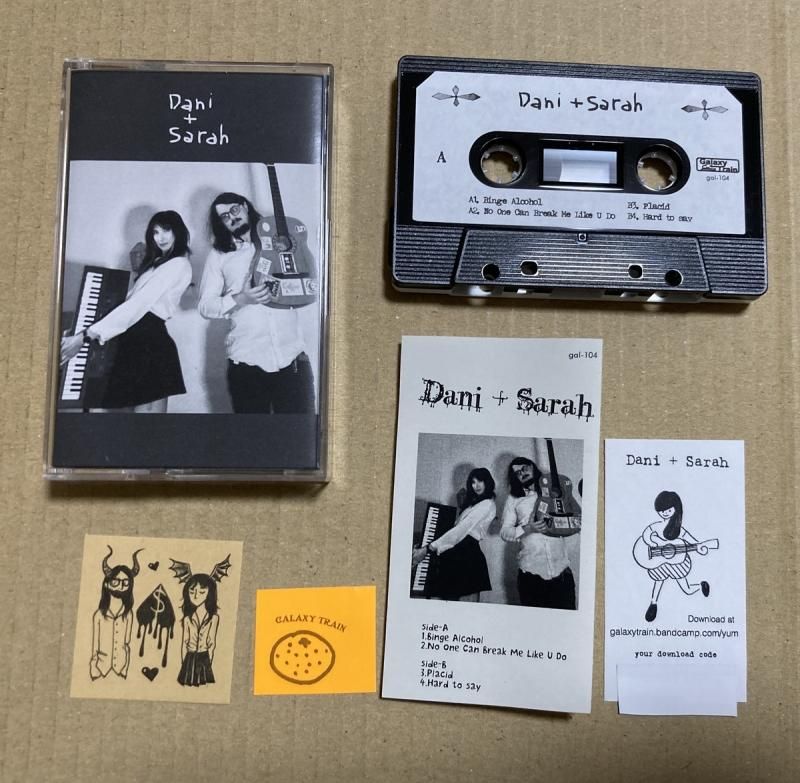 Dani
+
Sarah
Dani + Sarah
A
Galaxy
Train
gal-104
A1. Binge Alcohol
A2. No One Can Break Me Like U Do
B3. Placid
B4. Hard to say
gal-104
Dani + Sarah
Side-A
1.Binge Alcohol
2.No One Can Break Me Like U Do
Side-B
3.Placid
4.Hard to say
Dani + Sarah
Download at
galaxytrain.bandcamp.com/yum
your download code
$
GALAXY TRAIN